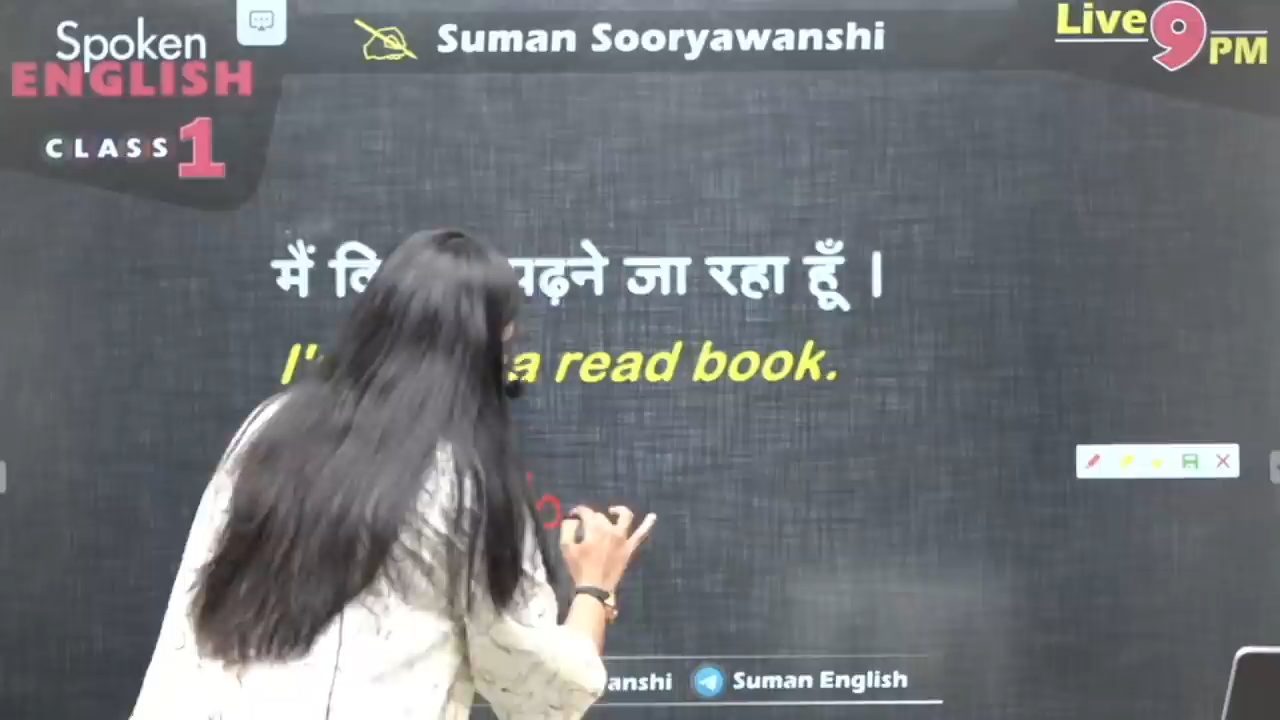 Spoken
ENGLISH
CLASS 1
Suman Sooryawanshi
Live 9 PM
मैं पढ़ने जा रहा हूँ ।
a read book.
Suman English